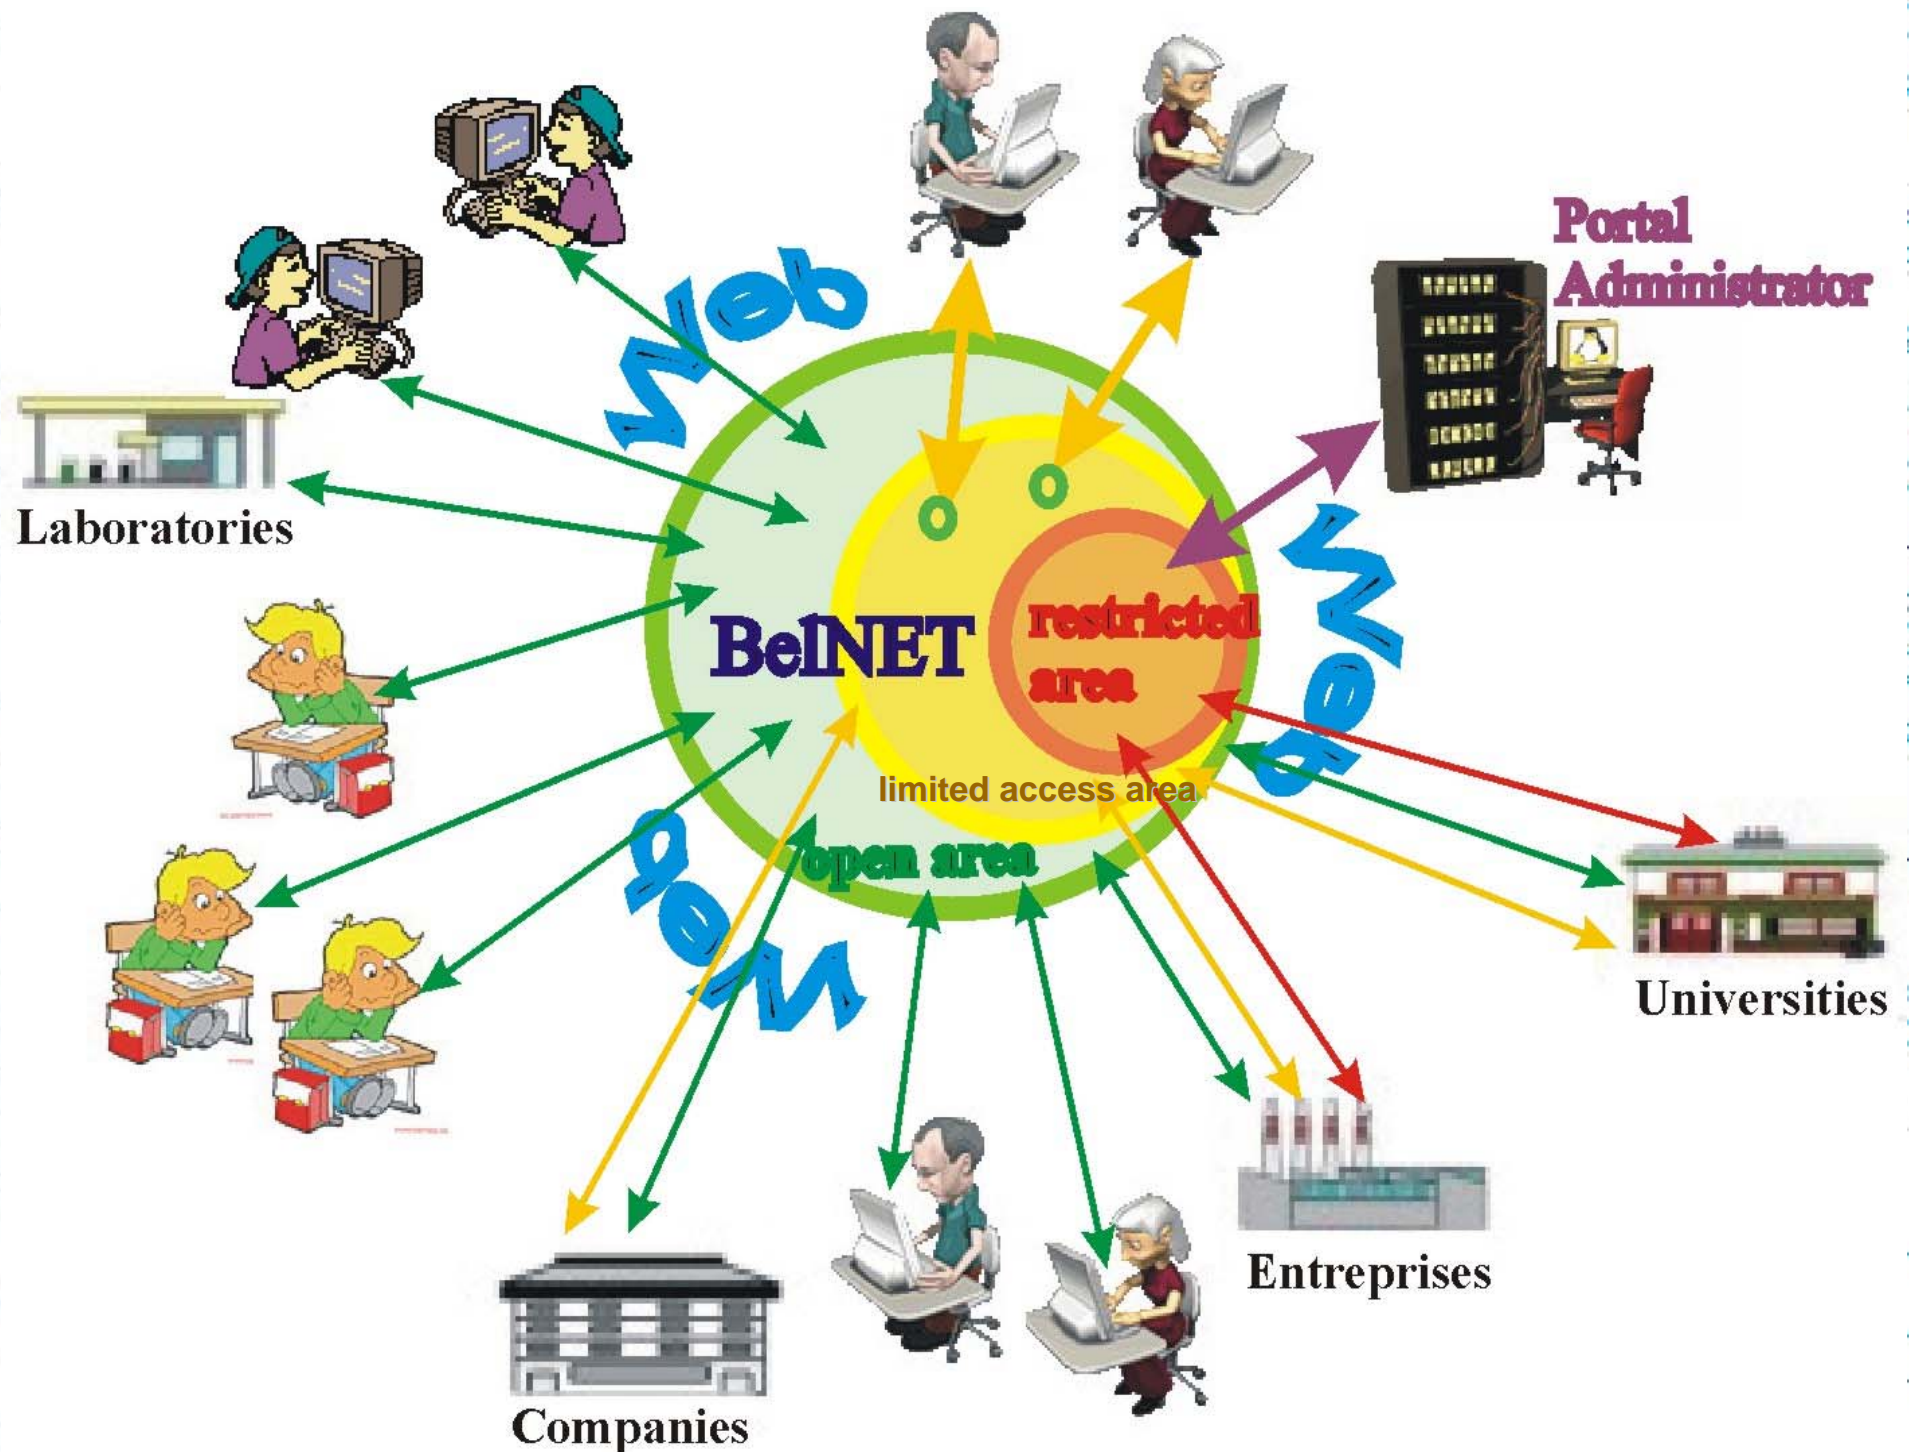 Web
Portal
Administrator
Laboratories
Web
BelNET
restricted
area
limited access area
open area
Web
Universities
Entreprises
Companies